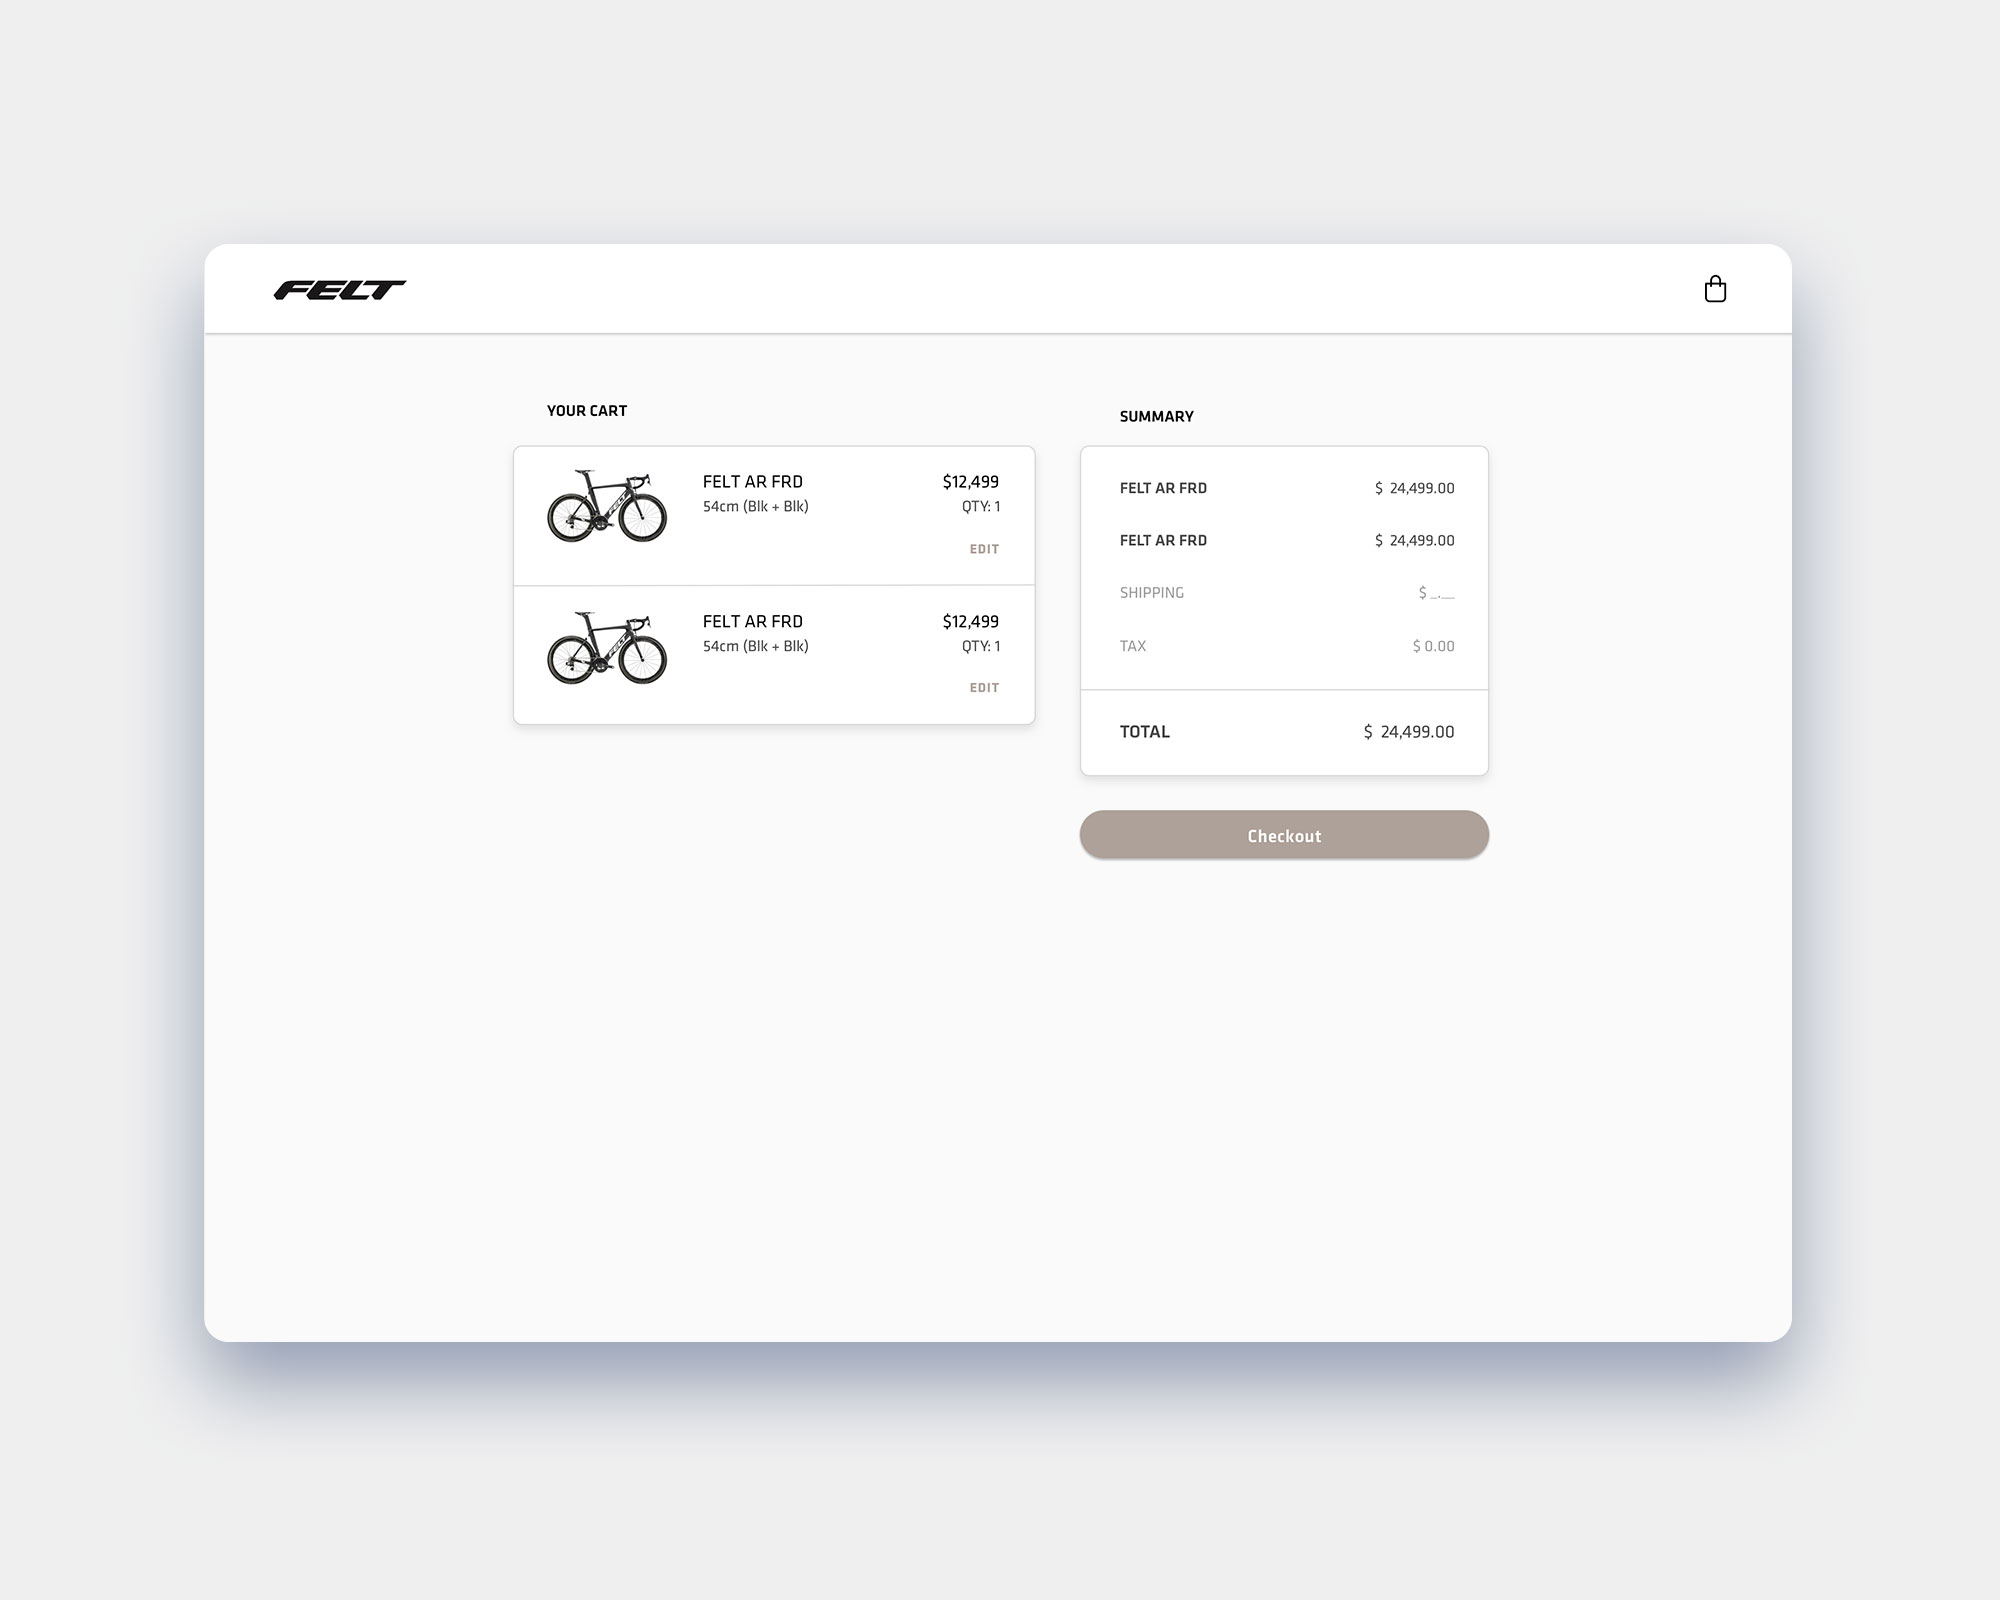 FELT
YOUR CART
FELT AR FRD $12,499
54cm (Blk + Blk) QTY: 1
EDIT
FELT AR FRD $12,499
54cm (Blk + Blk) QTY: 1
EDIT
SUMMARY
FELT AR FRD $ 24,499.00
FELT AR FRD $ 24,499.00
SHIPPING $ _.__
TAX $ 0.00
TOTAL $ 24,499.00
Checkout